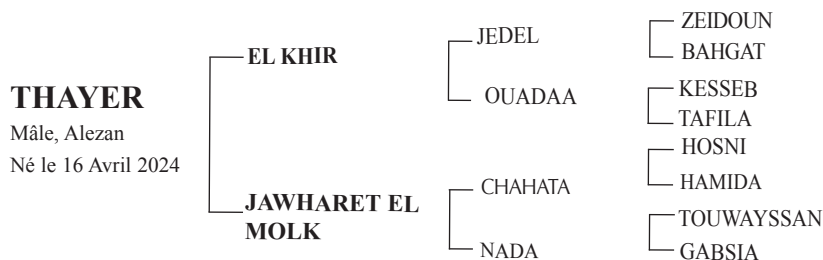 THAYER
Mâle, Alezan
Né le 16 Avril 2024
EL KHIR
JAWHARET EL
MOLK
JEDEL
OUADAA
CHAHATA
NADA
ZEIDOUN
BAHGAT
KESSEB
TAFILA
HOSNI
HAMIDA
TOUWAYSSAN
GABSIA